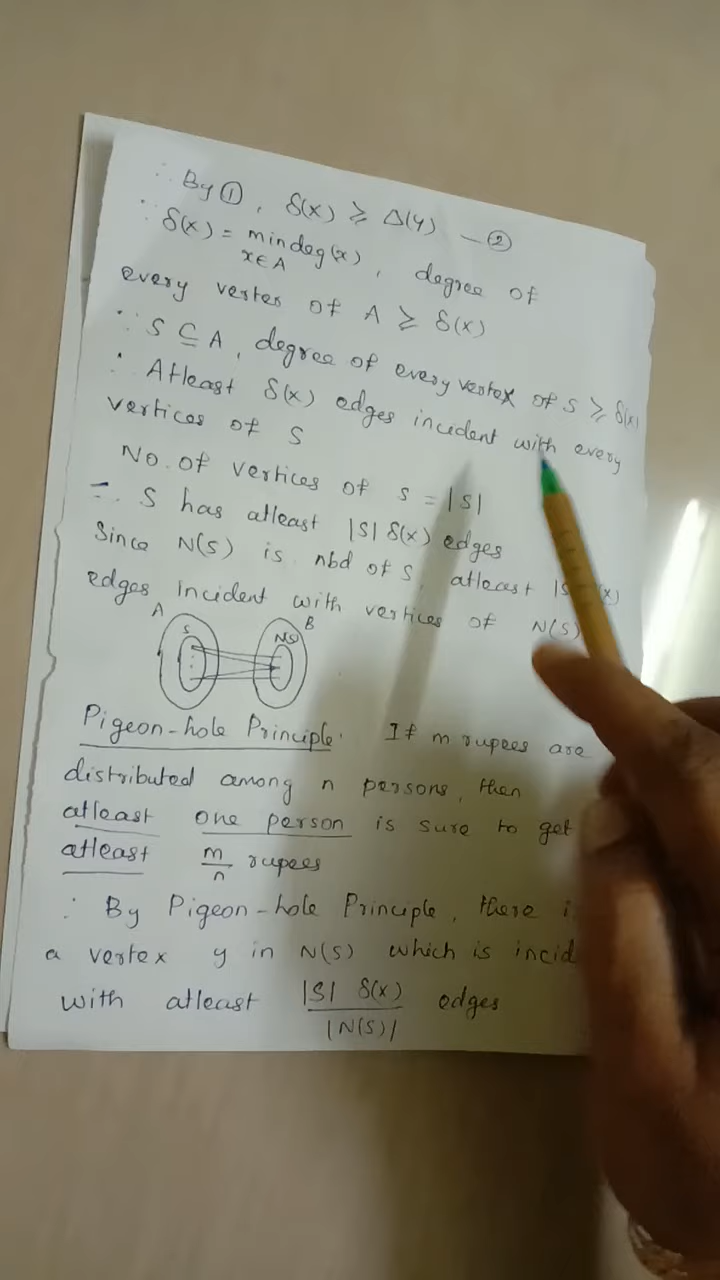 ∴ By ①, δ(x) ≥ Δ(y) — ②
∵ δ(x) = min deg(x), degree of
x∈A
every vertex of A ≥ δ(x)
∵ S ⊆ A, degree of every vertex of S ≥ δ(x)
∴ Atleast δ(x) edges incident with every
vertices of S
No. of vertices of S = |S|
∴ S has atleast |S| δ(x) edges
Since N(S) is nbd of S, atleast
edges incident with vertices of N(S)
A
B
S
N(S)
Pigeon-hole Principle. If m rupees are
distributed among n persons, then
atleast one person is sure to get
atleast m/n rupees
∴ By Pigeon-hole Principle, there
a vertex y in N(S) which is
with atleast |S| δ(x) / |N(S)| edges